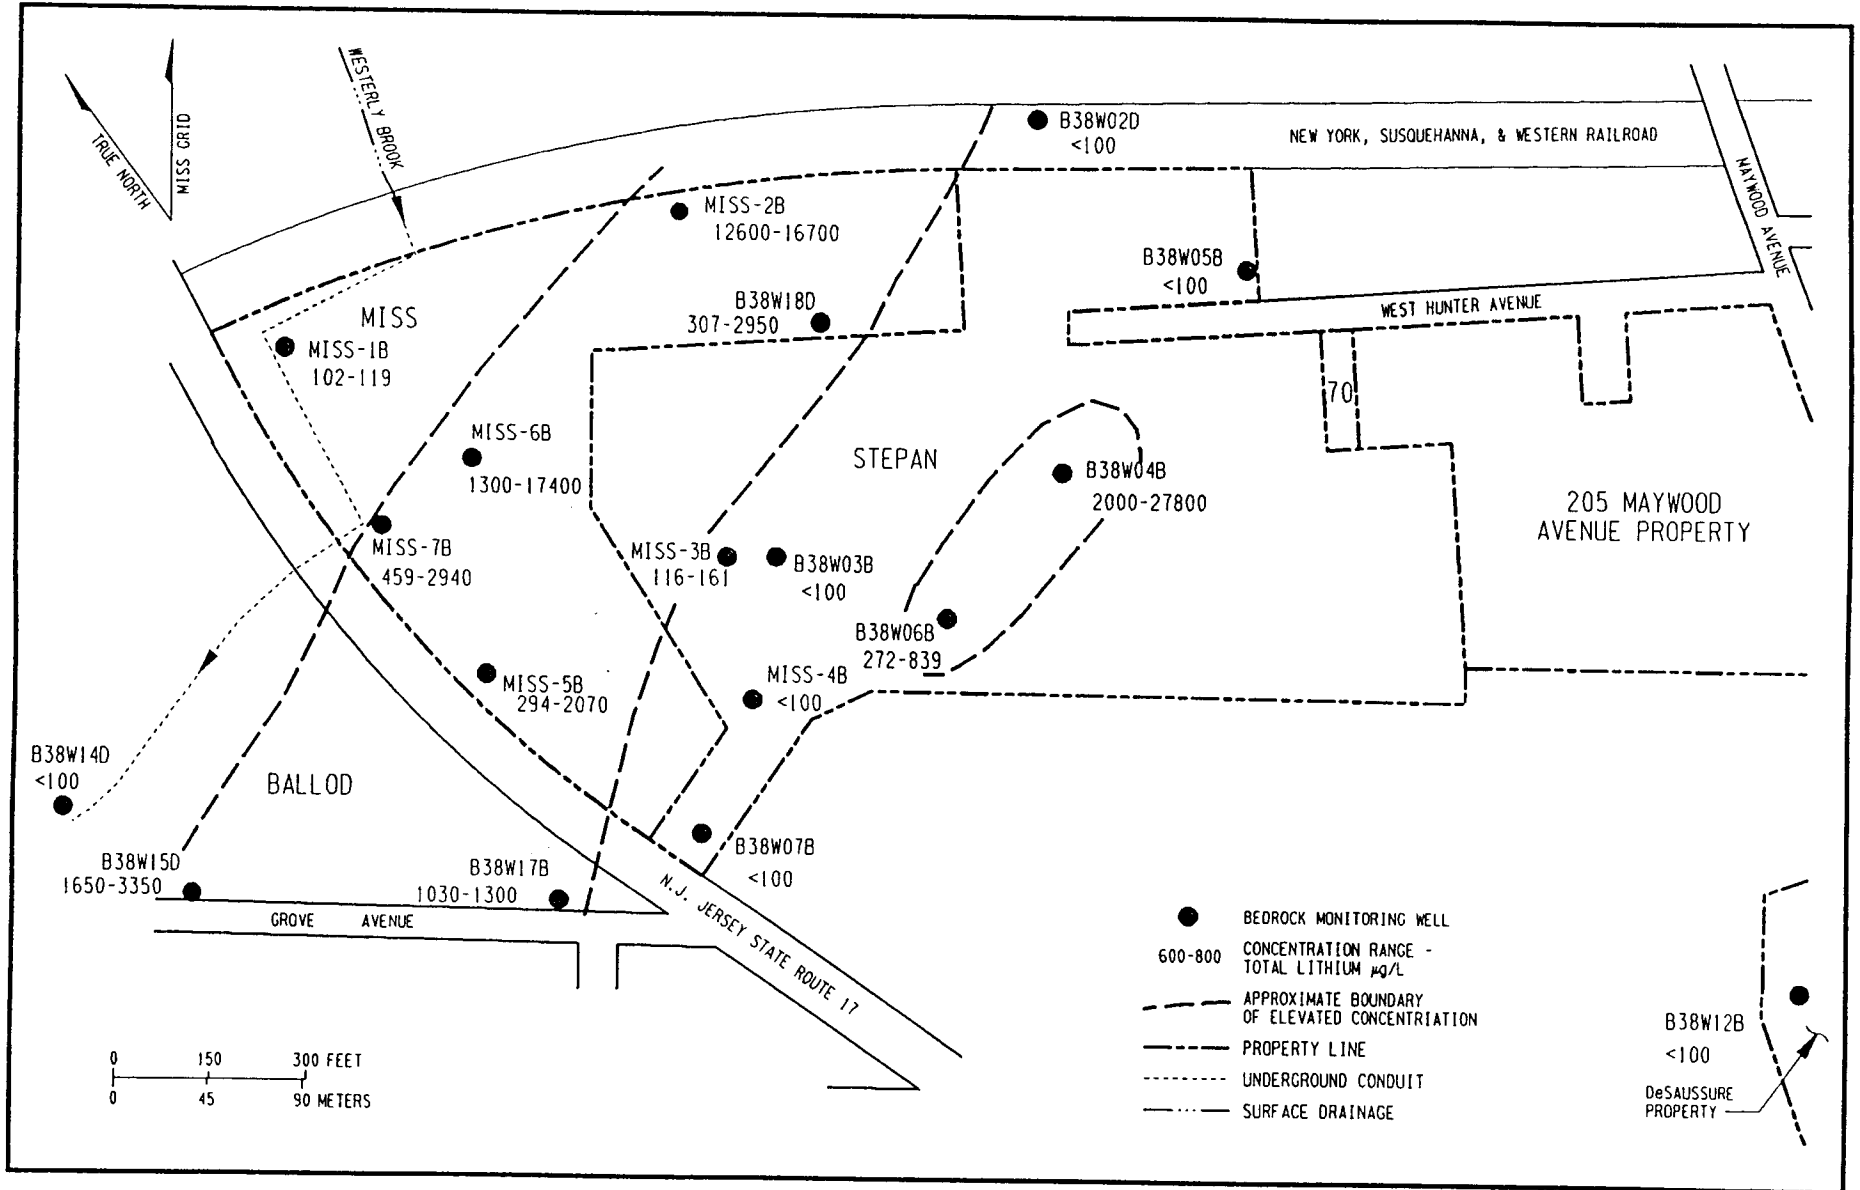 TRUE NORTH
MISS GRID
WESTERLY BROOK
B38W02D
<100
NEW YORK, SUSQUEHANNA, & WESTERN RAILROAD
MAYWOOD AVENUE
MISS-2B
12600-16700
B38W05B
<100
B38W18D
307-2950
WEST HUNTER AVENUE
MISS
MISS-1B
102-119
70
MISS-6B
1300-17400
STEPAN
B38W04B
2000-27800
205 MAYWOOD
AVENUE PROPERTY
MISS-7B
459-2940
MISS-3B
116-161
B38W03B
<100
B38W06B
272-839
MISS-5B
294-2070
MISS-4B
<100
B38W14D
<100
BALLOD
B38W15D
1650-3350
B38W17B
1030-1300
B38W07B
<100
GROVE AVENUE
N.J. JERSEY STATE ROUTE 17
BEDROCK MONITORING WELL
600-800 CONCENTRATION RANGE -
TOTAL LITHIUM µg/L
APPROXIMATE BOUNDARY
OF ELEVATED CONCENTRIATION
PROPERTY LINE
UNDERGROUND CONDUIT
SURFACE DRAINAGE
B38W12B
<100
DeSAUSSURE
PROPERTY
0 150 300 FEET
0 45 90 METERS